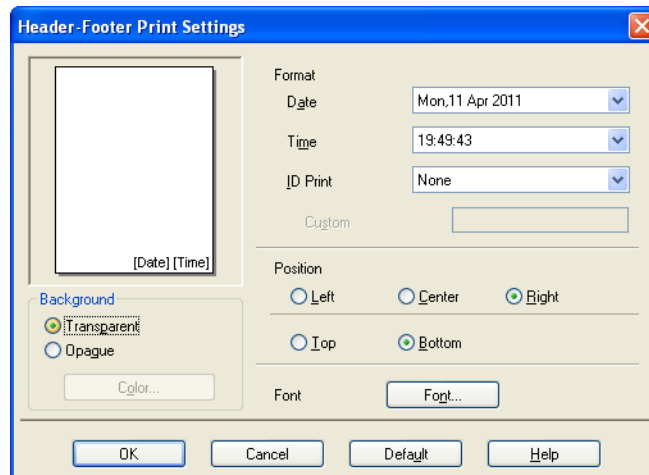 Header-Footer Print Settings
Format
Date
Mon,11 Apr 2011
Time
19:49:43
ID Print
None
Custom
[Date] [Time]
Position
Left
Center
Right
Background
Transparent
Opaque
Top
Bottom
Color...
Font
Font...
OK
Cancel
Default
Help